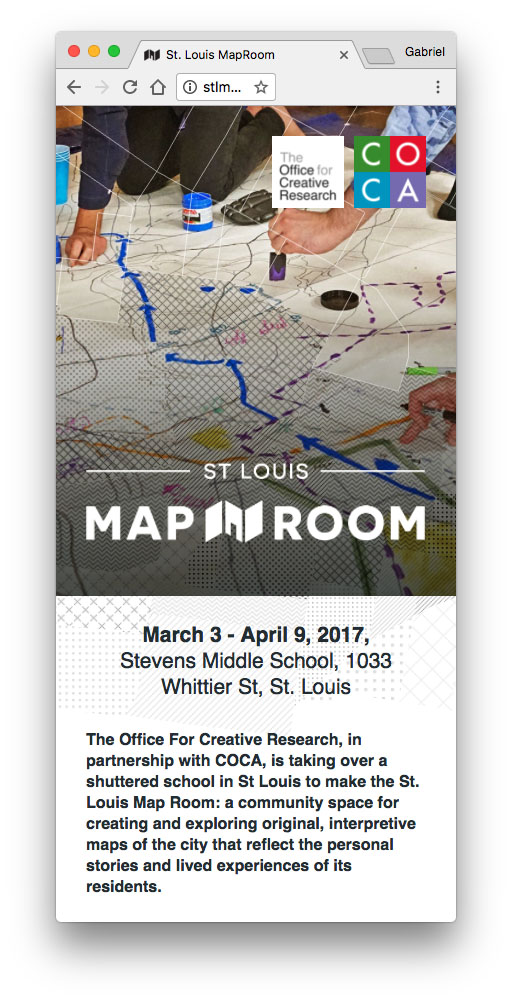 St. Louis MapRoom
Gabriel
stlm...
The
Office for
Creative
Research
C O
C A
ST LOUIS
MAP ROOM
March 3 - April 9, 2017,
Stevens Middle School, 1033
Whittier St, St. Louis
The Office For Creative Research, in
partnership with COCA, is taking over a
shuttered school in St Louis to make the St.
Louis Map Room: a community space for
creating and exploring original, interpretive
maps of the city that reflect the personal
stories and lived experiences of its
residents.